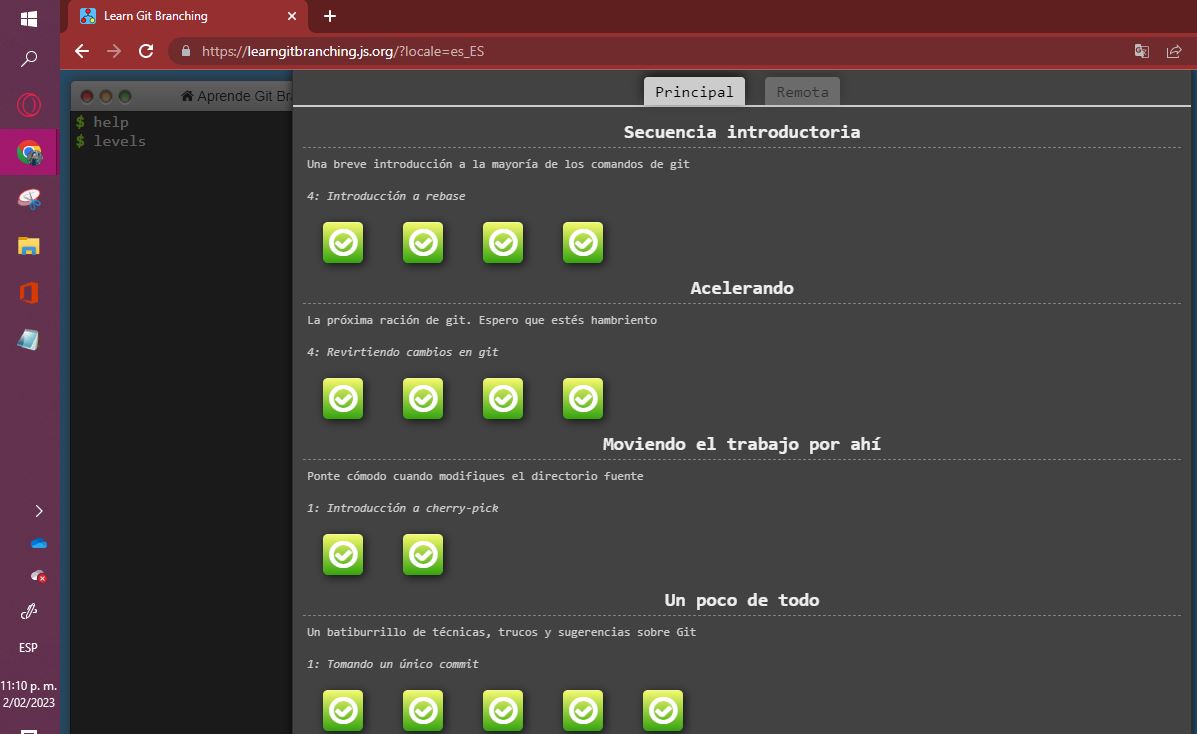 Learn Git Branching
https://learngitbranching.js.org/?locale=es_ES
Aprende Git Br
$ help
$ levels
Principal
Remota
Secuencia introductoria
Una breve introducción a la mayoría de los comandos de git
4: Introducción a rebase
Acelerando
La próxima ración de git. Espero que estés hambriento
4: Revirtiendo cambios en git
Moviendo el trabajo por ahí
Ponte cómodo cuando modifiques el directorio fuente
1: Introducción a cherry-pick
Un poco de todo
Un batiburrillo de técnicas, trucos y sugerencias sobre Git
1: Tomando un único commit
ESP
11:10 p. m.
2/02/2023